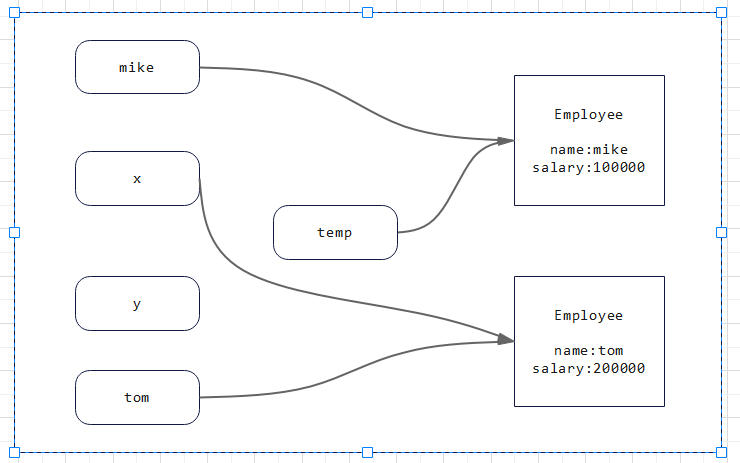 mike
Employee
name:mike
salary:100000
x
temp
y
Employee
name:tom
salary:200000
tom